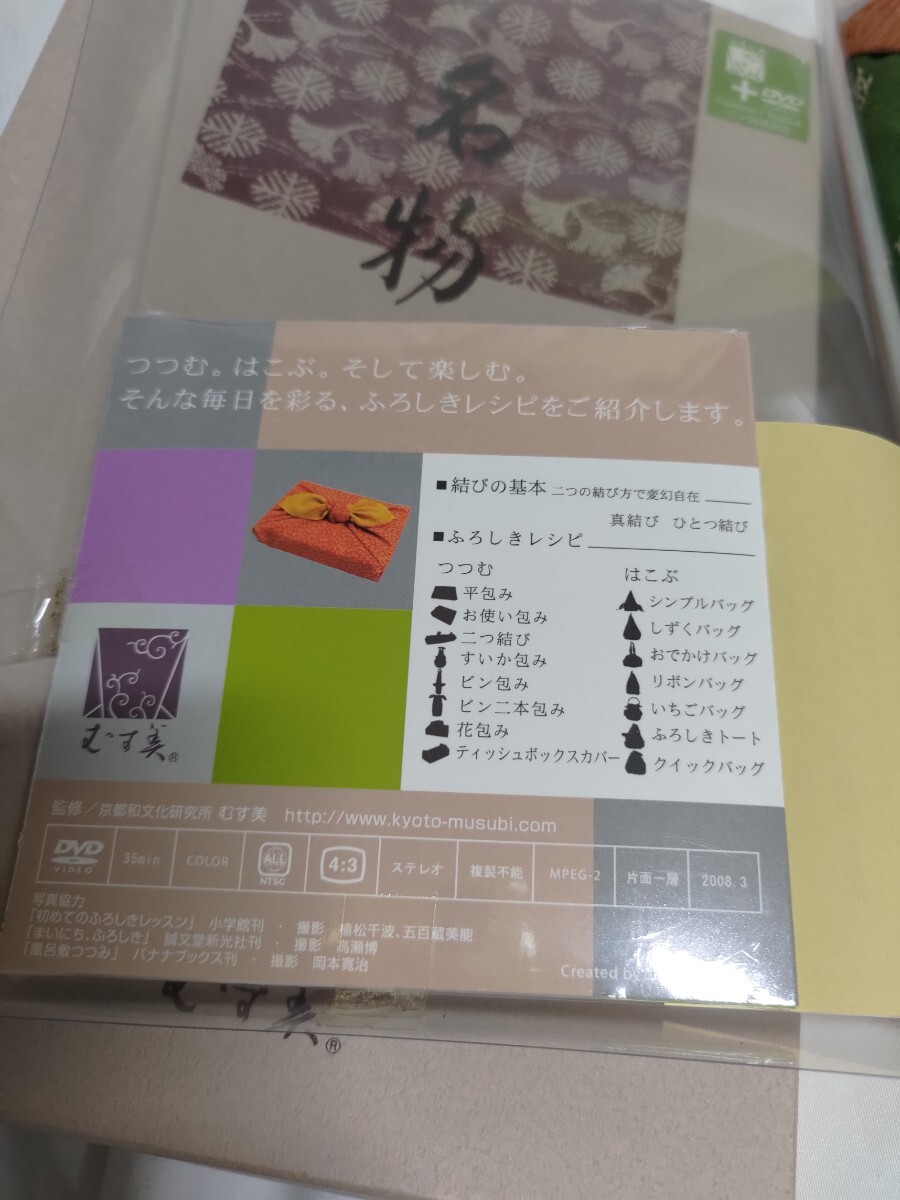 名
物
+DVD
つつむ。はこぶ。そして楽しむ。
そんな毎日を彩る、ふろしきレシピをご紹介します。
■結びの基本 二つの結び方で変幻自在
真結び ひとつ結び
■ふろしきレシピ
つつむ
平包み
お使い包み
二つ結び
すいか包み
ビン包み
ビン二本包み
花包み
ティッシュボックスカバー
はこぶ
シンプルバッグ
しずくバッグ
おでかけバッグ
リボンバッグ
いちごバッグ
ふろしきトート
クイックバッグ
むす美®
監修/京都和文化研究所 むす美 http://www.kyoto-musubi.com
DVD VIDEO 35min COLOR ALL NTSC 4:3 ステレオ 複製不能 MPEG-2 片面一層 2008.3
写真協力
「初めてのふろしきレッスン」 小学館刊 ・ 撮影 植松千波、五百蔵美能
「まいにち、ふろしき」 誠文堂新光社刊 ・ 撮影 高瀬博
「風呂敷つつみ」 バナナブックス刊 ・ 撮影 岡本寛治
Created by
むす美®